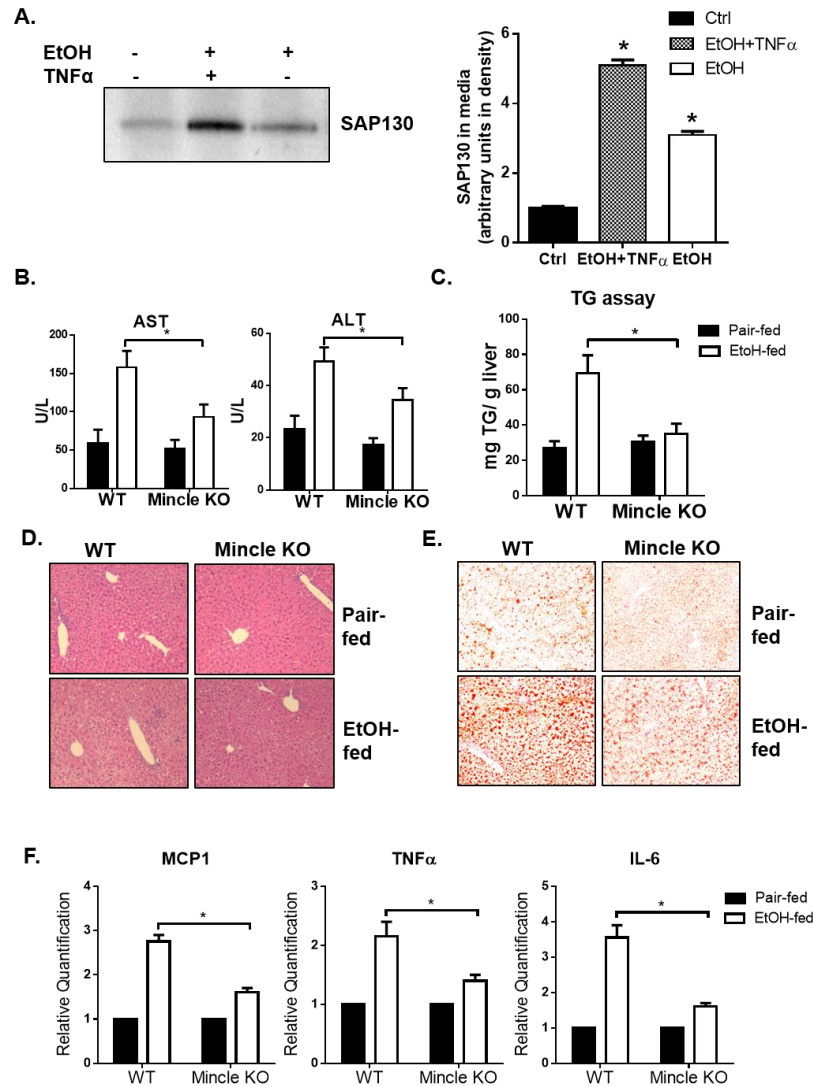 A.
EtOH - + +
TNFα - + -
SAP130
SAP130 in media
(arbitrary units in density)
6
4
2
0
Ctrl EtOH+TNFα EtOH
Ctrl
EtOH+TNFα
EtOH
*
*
B.
AST
U/L
200
150
100
50
0
*
WT Mincle KO
ALT
U/L
60
40
20
0
*
WT Mincle KO
C.
TG assay
mg TG/ g liver
100
80
60
40
20
0
*
WT Mincle KO
Pair-fed
EtoH-fed
D.
WT Mincle KO
Pair-
fed
EtOH-
fed
E.
WT Mincle KO
Pair-
fed
EtOH-
fed
F.
MCP1
Relative Quantification
4
3
2
1
0
*
WT Mincle KO
TNFα
Relative Quantification
3
2
1
0
*
WT Mincle KO
IL-6
Relative Quantification
5
4
3
2
1
0
*
WT Mincle KO
Pair-fed
EtOH-fed